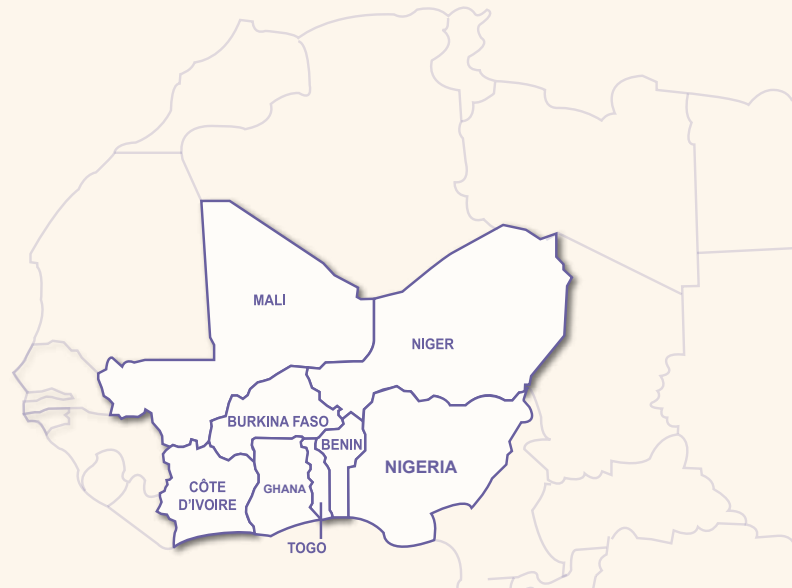 MALI
NIGER
BURKINA FASO
BENIN
NIGERIA
CÔTE
D'IVOIRE
GHANA
TOGO